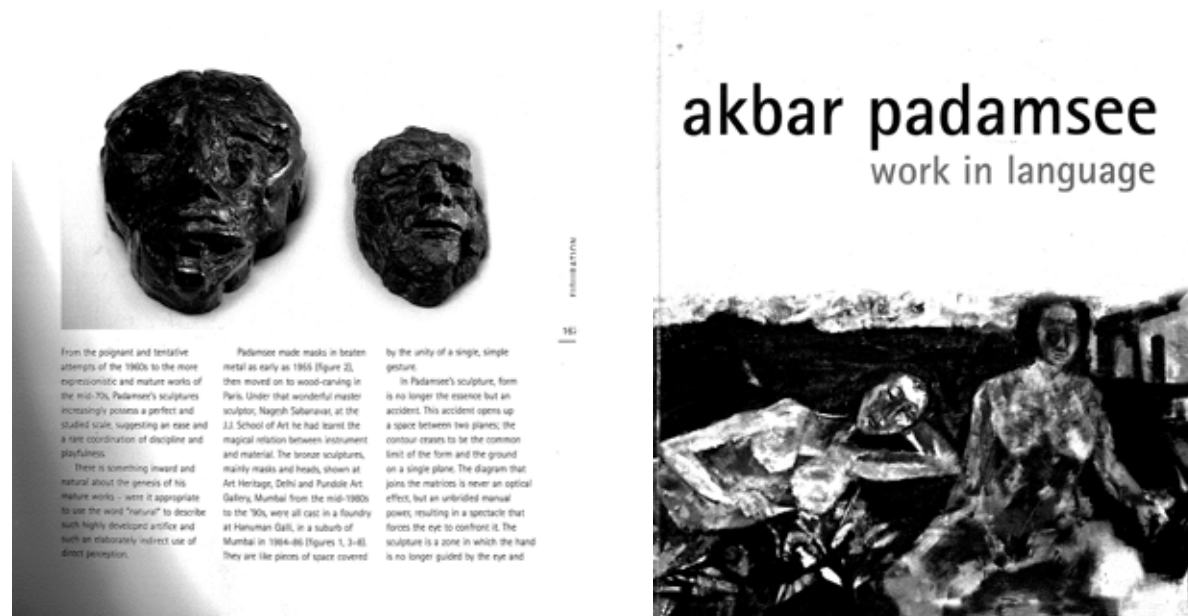 From the poignant and tentative
attempts of the 1960s to the more
expressionistic and mature works of
the mid-70s, Padamsee's sculptures
increasingly possess a perfect and
studied scale, suggesting an ease and
a rare coordination of discipline and
playfulness.
There is something inward and
natural about the genesis of his
mature works – were it appropriate
to use the word "natural" to describe
such highly developed artifice and
such an elaborately indirect use of
direct perception.
Padamsee made masks in beaten
metal as early as 1955 (figure 2),
then moved on to wood-carving in
Paris. Under that wonderful master
sculptor, Nagesh Sabanavar, at the
J.J. School of Art he had learnt the
magical relation between instrument
and material. The bronze sculptures,
mainly masks and heads, shown at
Art Heritage, Delhi and Pundole Art
Gallery, Mumbai from the mid-1980s
to the '90s, were all cast in a foundry
at Hanuman Galli, in a suburb of
Mumbai in 1984–86 (figures 1, 3–8).
They are like pieces of space covered
by the unity of a single, simple
gesture.
In Padamsee's sculpture, form
is no longer the essence but an
accident. This accident opens up
a space between two planes; the
contour ceases to be the common
limit of the form and the ground
on a single plane. The diagram that
joins the matrices is never an optical
effect, but an unbridled manual
power, resulting in a spectacle that
forces the eye to confront it. The
sculpture is a zone in which the hand
is no longer guided by the eye and
akbar padamsee
work in language